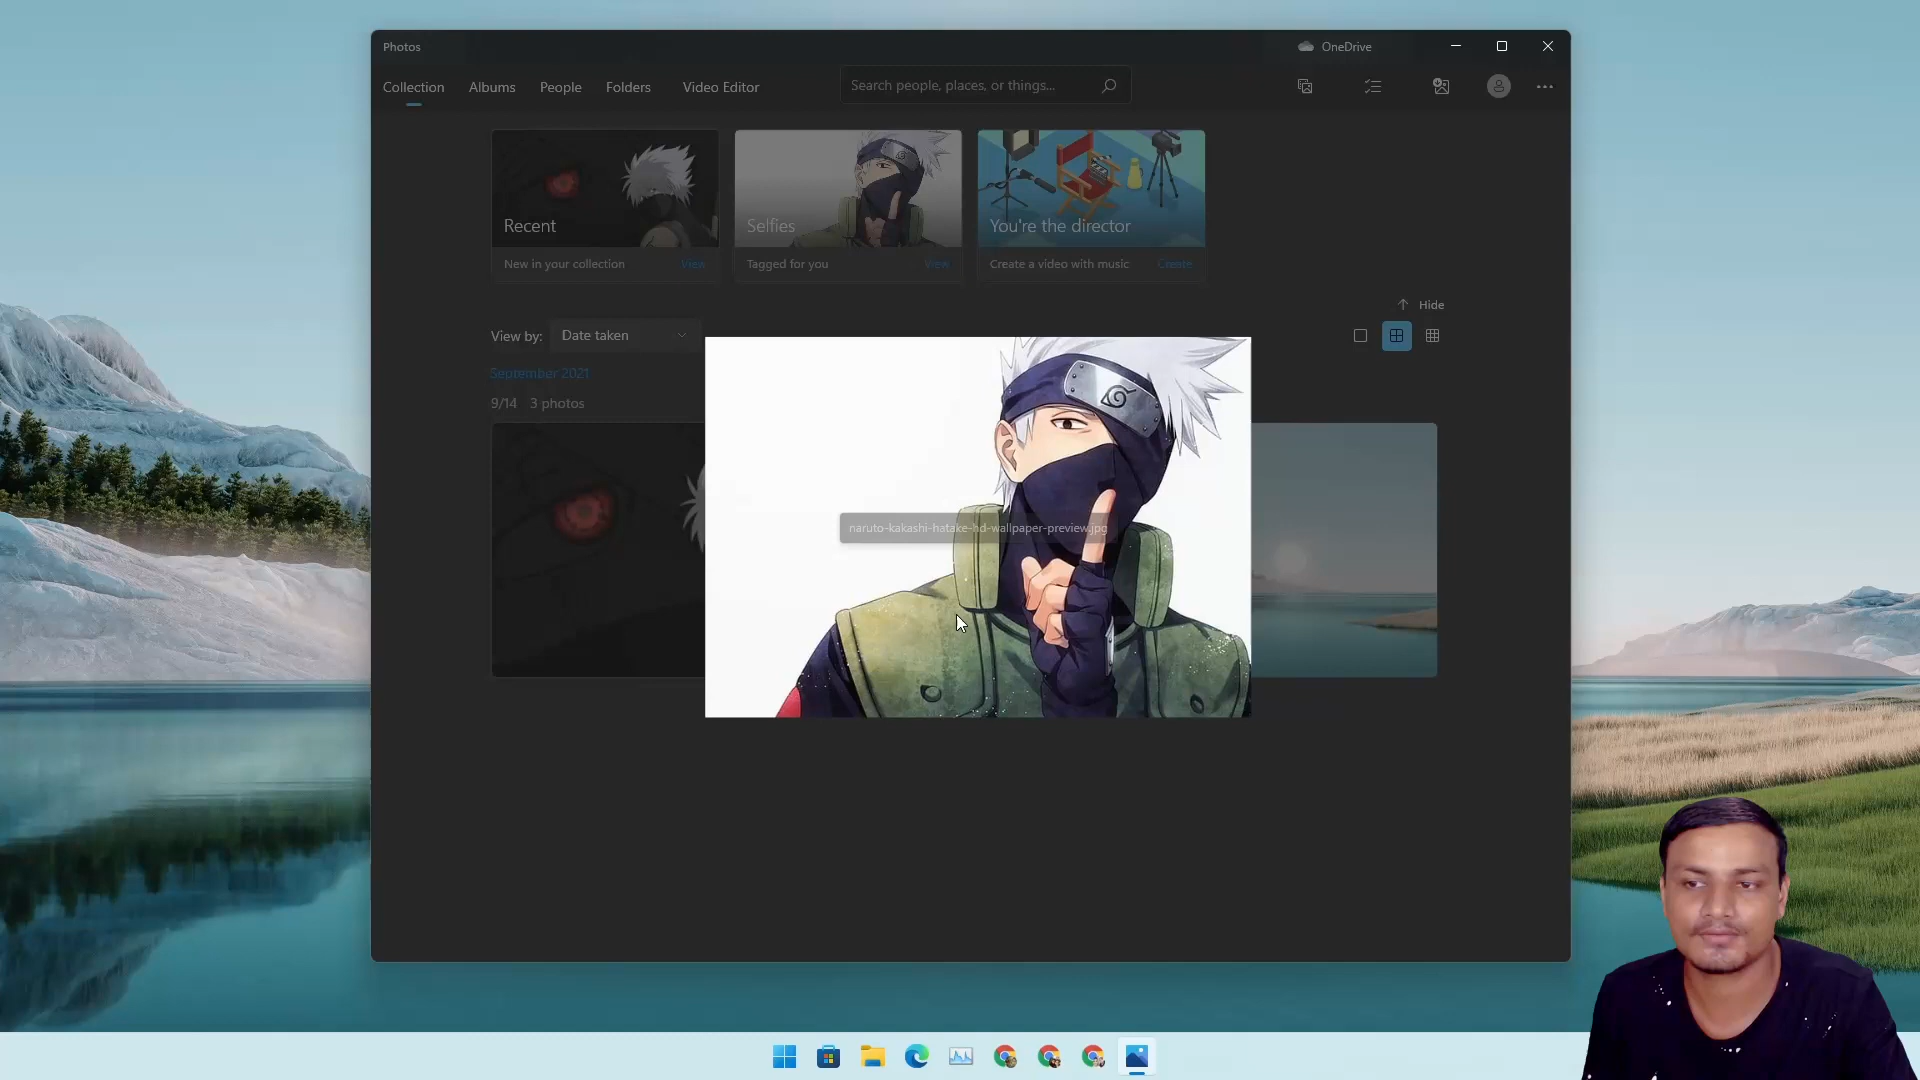 Photos
OneDrive
Collection
Albums
People
Folders
Video Editor
Search people, places, or things...
Recent
New in your collection
View
Selfies
Tagged for you
View
You're the director
Create a video with music
Create
Hide
View by:
Date taken
September 2021
9/14 3 photos
naruto-kakashi-hatake-hd-wallpaper-preview.jpg